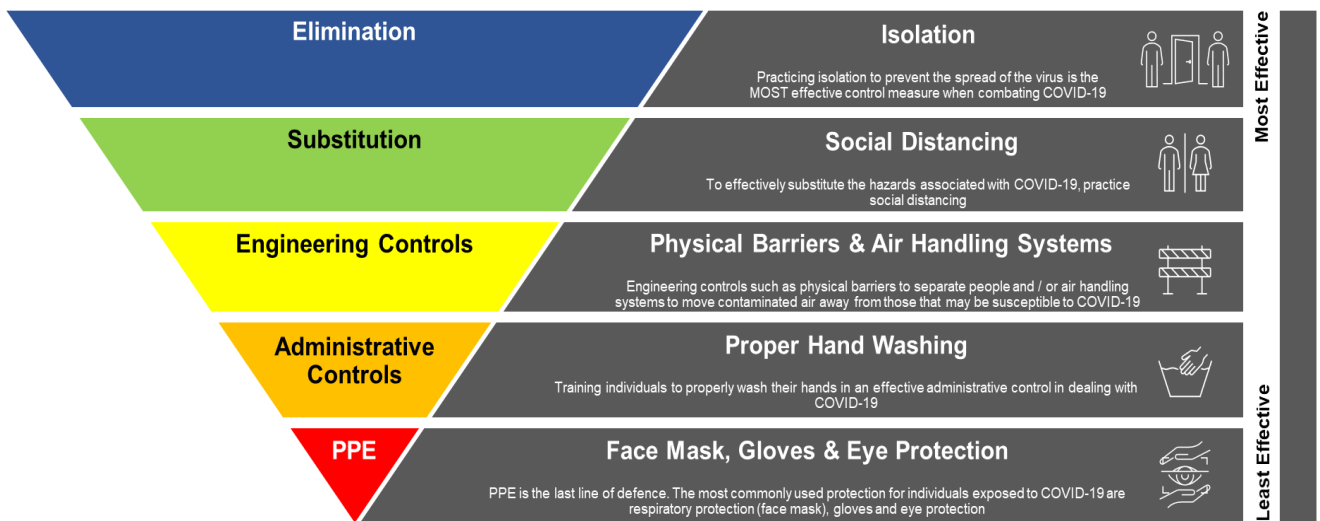 Elimination
Isolation
Practicing isolation to prevent the spread of the virus is the
MOST effective control measure when combating COVID-19
Most Effective
Substitution
Social Distancing
To effectively substitute the hazards associated with COVID-19, practice
social distancing
Engineering Controls
Physical Barriers & Air Handling Systems
Engineering controls such as physical barriers to separate people and / or air handling
systems to move contaminated air away from those that may be susceptible to COVID-19
Administrative
Controls
Proper Hand Washing
Training individuals to properly wash their hands in an effective administrative control in dealing with
COVID-19
Least Effective
PPE
Face Mask, Gloves & Eye Protection
PPE is the last line of defence. The most commonly used protection for individuals exposed to COVID-19 are
respiratory protection (face mask), gloves and eye protection